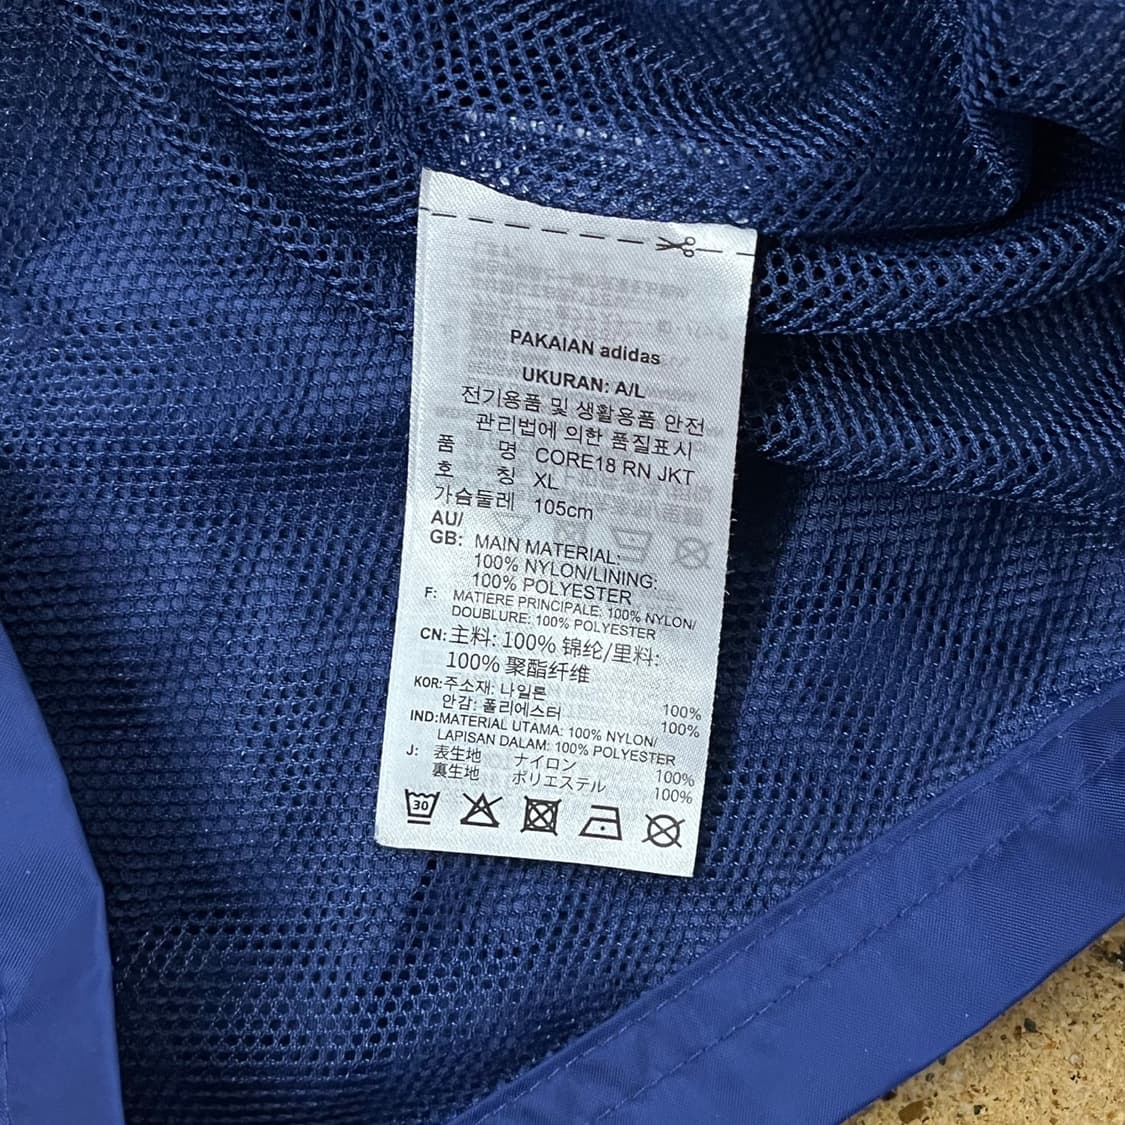 PAKAIAN adidas
UKURAN: A/L
전기용품 및 생활용품 안전
관리법에 의한 품질표시
품 명 CORE18 RN JKT
호 칭 XL
가슴둘레 105cm
AU/
GB: MAIN MATERIAL:
100% NYLON/LINING:
100% POLYESTER
F: MATIERE PRINCIPALE: 100% NYLON/
DOUBLURE: 100% POLYESTER
CN: 主料: 100% 锦纶/里料:
100% 聚酯纤维
KOR: 주소재: 나일론 100%
안감: 폴리에스터 100%
IND: MATERIAL UTAMA: 100% NYLON/
LAPISAN DALAM: 100% POLYESTER
J: 表生地 ナイロン 100%
裏生地 ポリエステル 100%
30